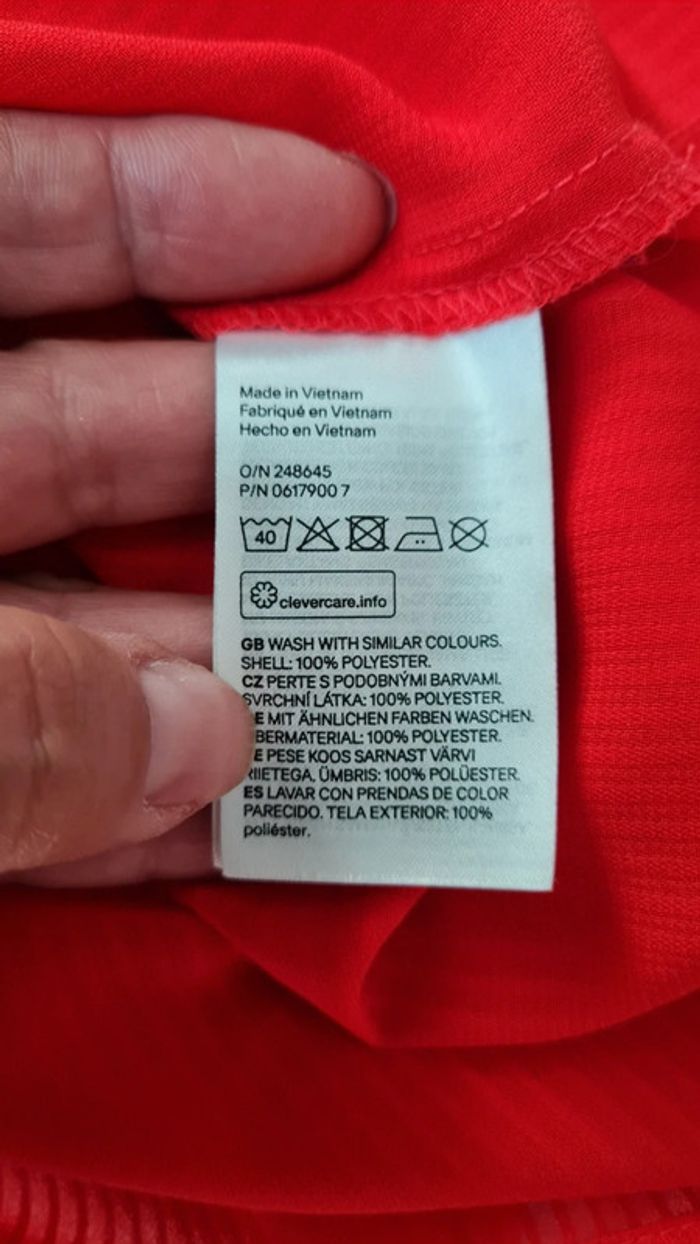 Made in Vietnam
Fabriqué en Vietnam
Hecho en Vietnam
O/N 248645
P/N 0617900 7
40
clevercare.info
GB WASH WITH SIMILAR COLOURS.
SHELL: 100% POLYESTER.
CZ PERTE S PODOBNÝMI BARVAMI.
SVRCHNÍ LÁTKA: 100% POLYESTER.
MIT ÄHNLICHEN FARBEN WASCHEN.
100% POLYESTER.
PESE KOOS SARNAST VÄRVI
ÜMBRIS: 100% POLÜESTER.
ES LAVAR CON PRENDAS DE COLOR
PARECIDO. TELA EXTERIOR: 100%
poliéster.